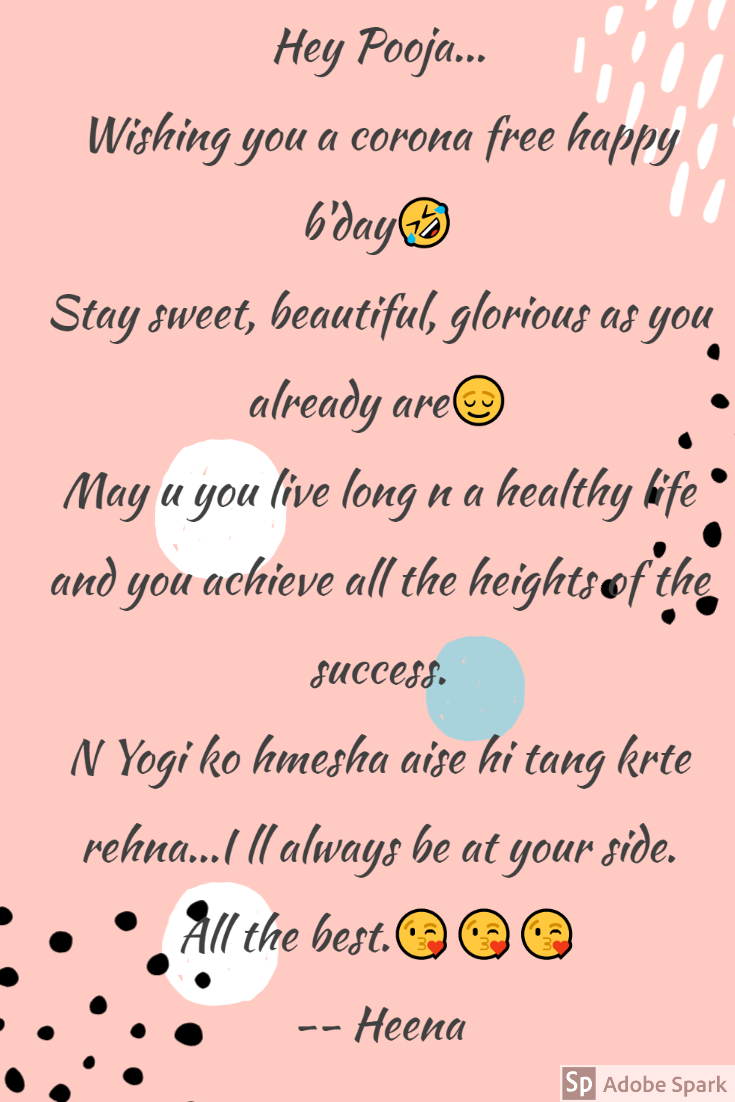 Hey Pooja...
Wishing you a corona free happy
b'day🤣
Stay sweet, beautiful, glorious as you
already are😌
May u you live long n a healthy life
and you achieve all the heights of the
success.
N Yogi ko hmesha aise hi tang krte
rehna...I ll always be at your side.
All the best.😘😘😘
-- Heena
Sp Adobe Spark